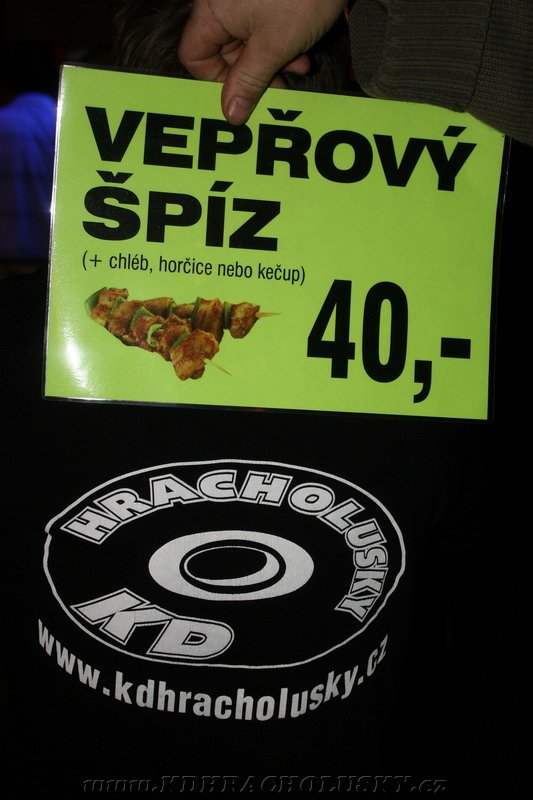 VEPŘOVÝ
ŠPÍZ
(+ chléb, horčice nebo kečup)
40,-
HRACHOLUSKY
KD
www.kdhracholusky.cz
www.KDHRACHOLUSKY.cz